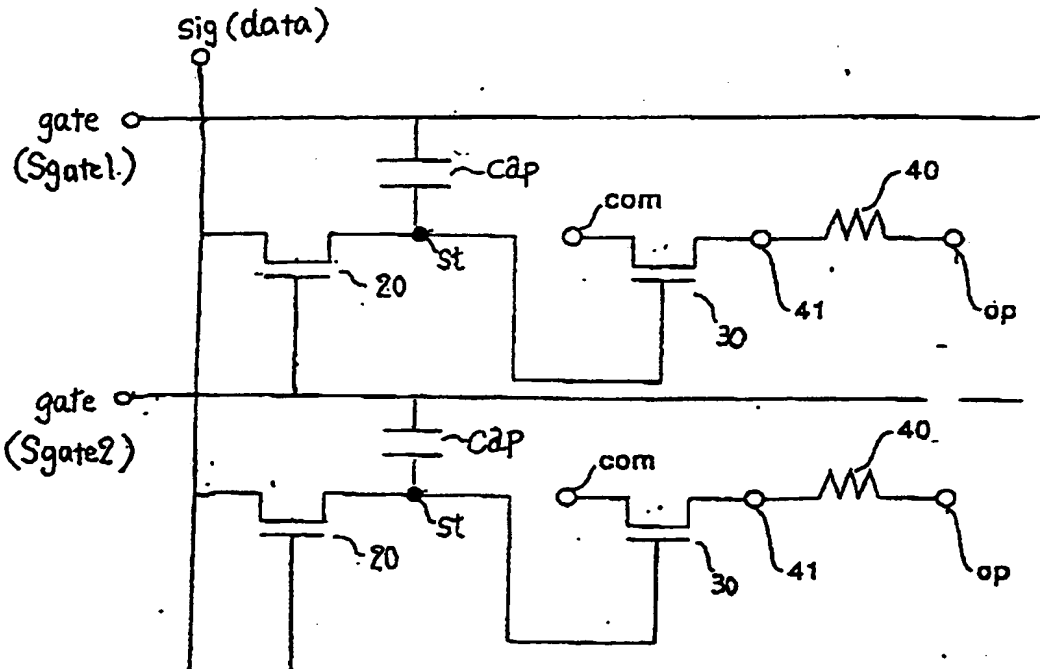 sig (data)
gate
(Sgate1.)
cap
com
40
st
20
30
41
op
gate
(Sgate2)
cap
com
40
st
20
30
41
op